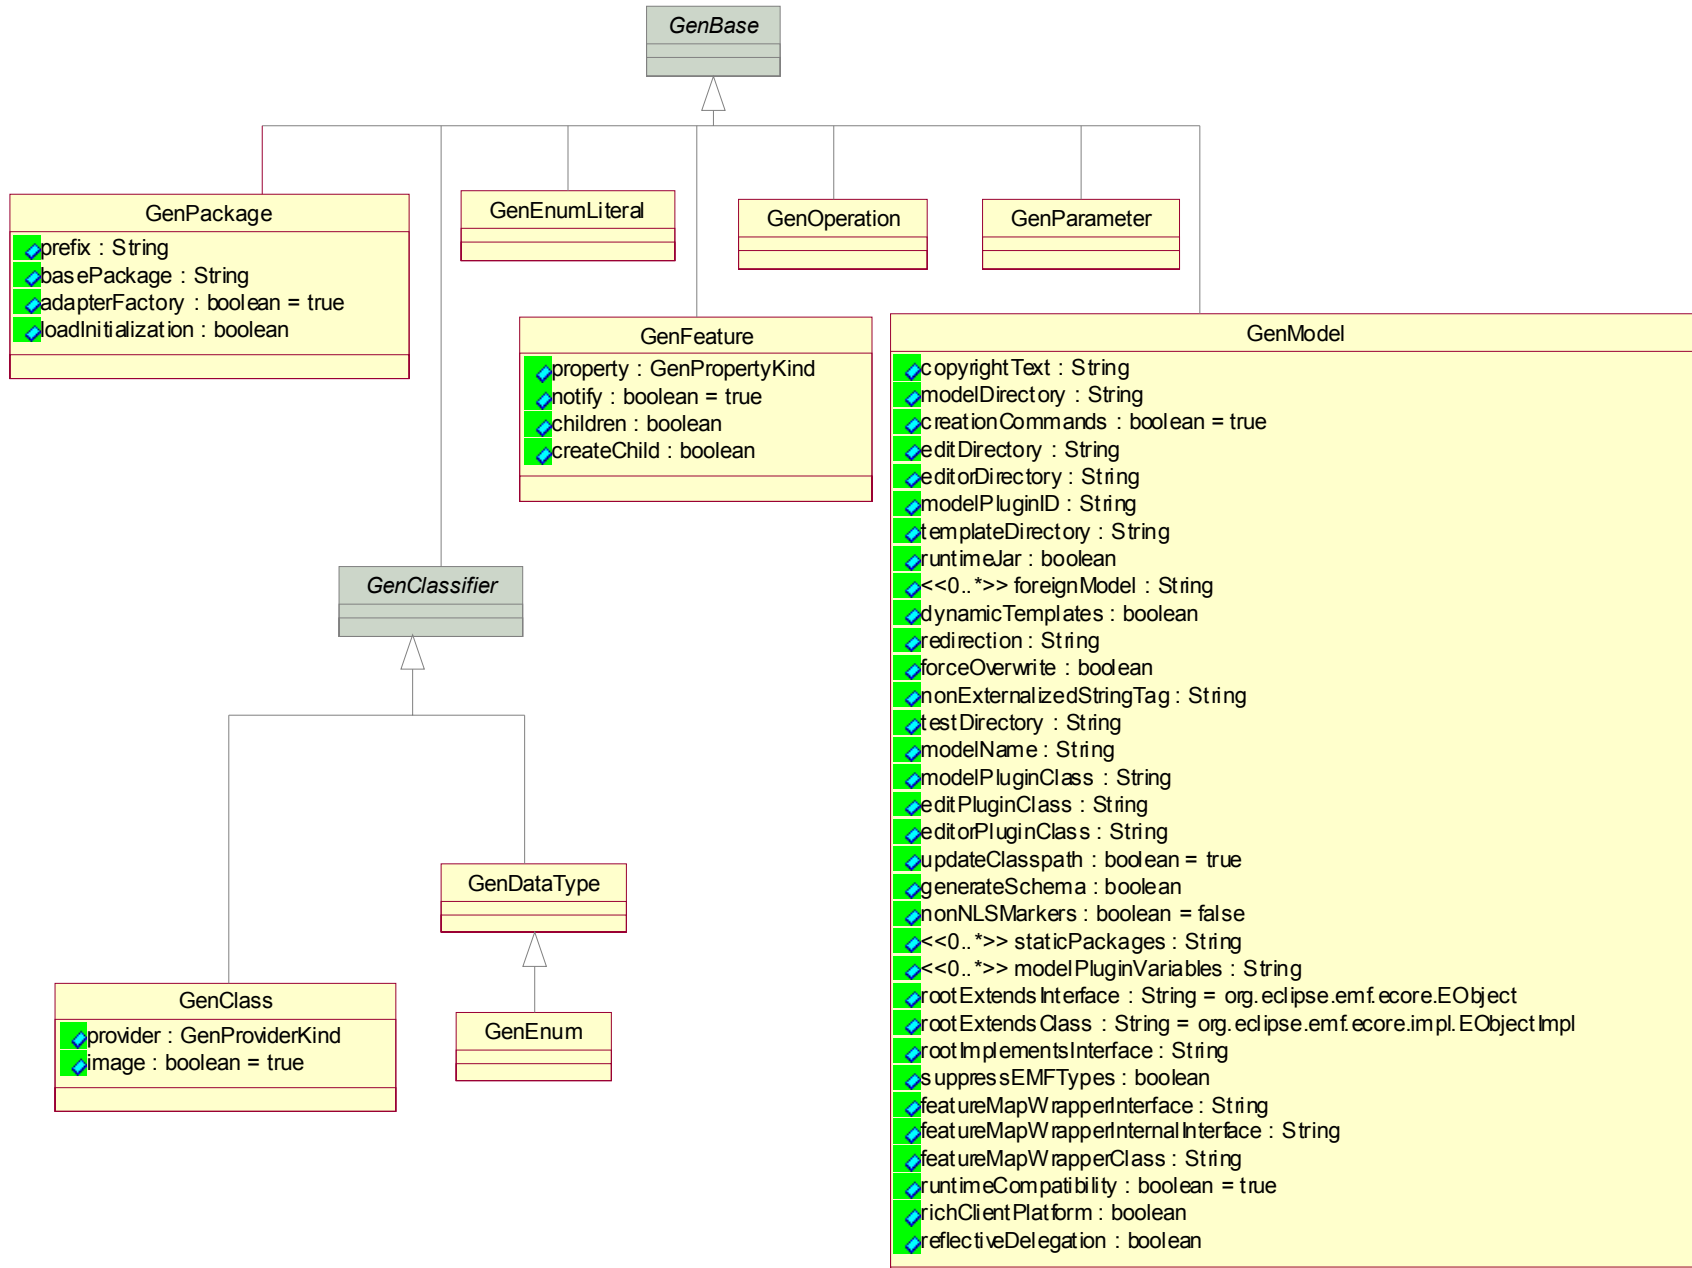 GenBase
GenPackage
prefix : String
basePackage : String
adapterFactory : boolean = true
loadInitialization : boolean
GenEnumLiteral
GenOperation
GenParameter
GenFeature
property : GenPropertyKind
notify : boolean = true
children : boolean
createChild : boolean
GenModel
copyrightText : String
modelDirectory : String
creationCommands : boolean = true
editDirectory : String
editorDirectory : String
modelPluginID : String
templateDirectory : String
runtimeJar : boolean
<<0..*>> foreignModel : String
dynamicTemplates : boolean
redirection : String
forceOverwrite : boolean
nonExternalizedStringTag : String
testDirectory : String
modelName : String
modelPluginClass : String
editPluginClass : String
editorPluginClass : String
updateClasspath : boolean = true
generateSchema : boolean
nonNLSMarkers : boolean = false
<<0..*>> staticPackages : String
<<0..*>> modelPluginVariables : String
rootExtendsInterface : String = org.eclipse.emf.ecore.EObject
rootExtendsClass : String = org.eclipse.emf.ecore.impl.EObjectImpl
rootImplementsInterface : String
suppressEMFTypes : boolean
featureMapWrapperInterface : String
featureMapWrapperInternalInterface : String
featureMapWrapperClass : String
runtimeCompatibility : boolean = true
richClientPlatform : boolean
reflectiveDelegation : boolean
GenClassifier
GenDataType
GenClass
provider : GenProviderKind
image : boolean = true
GenEnum